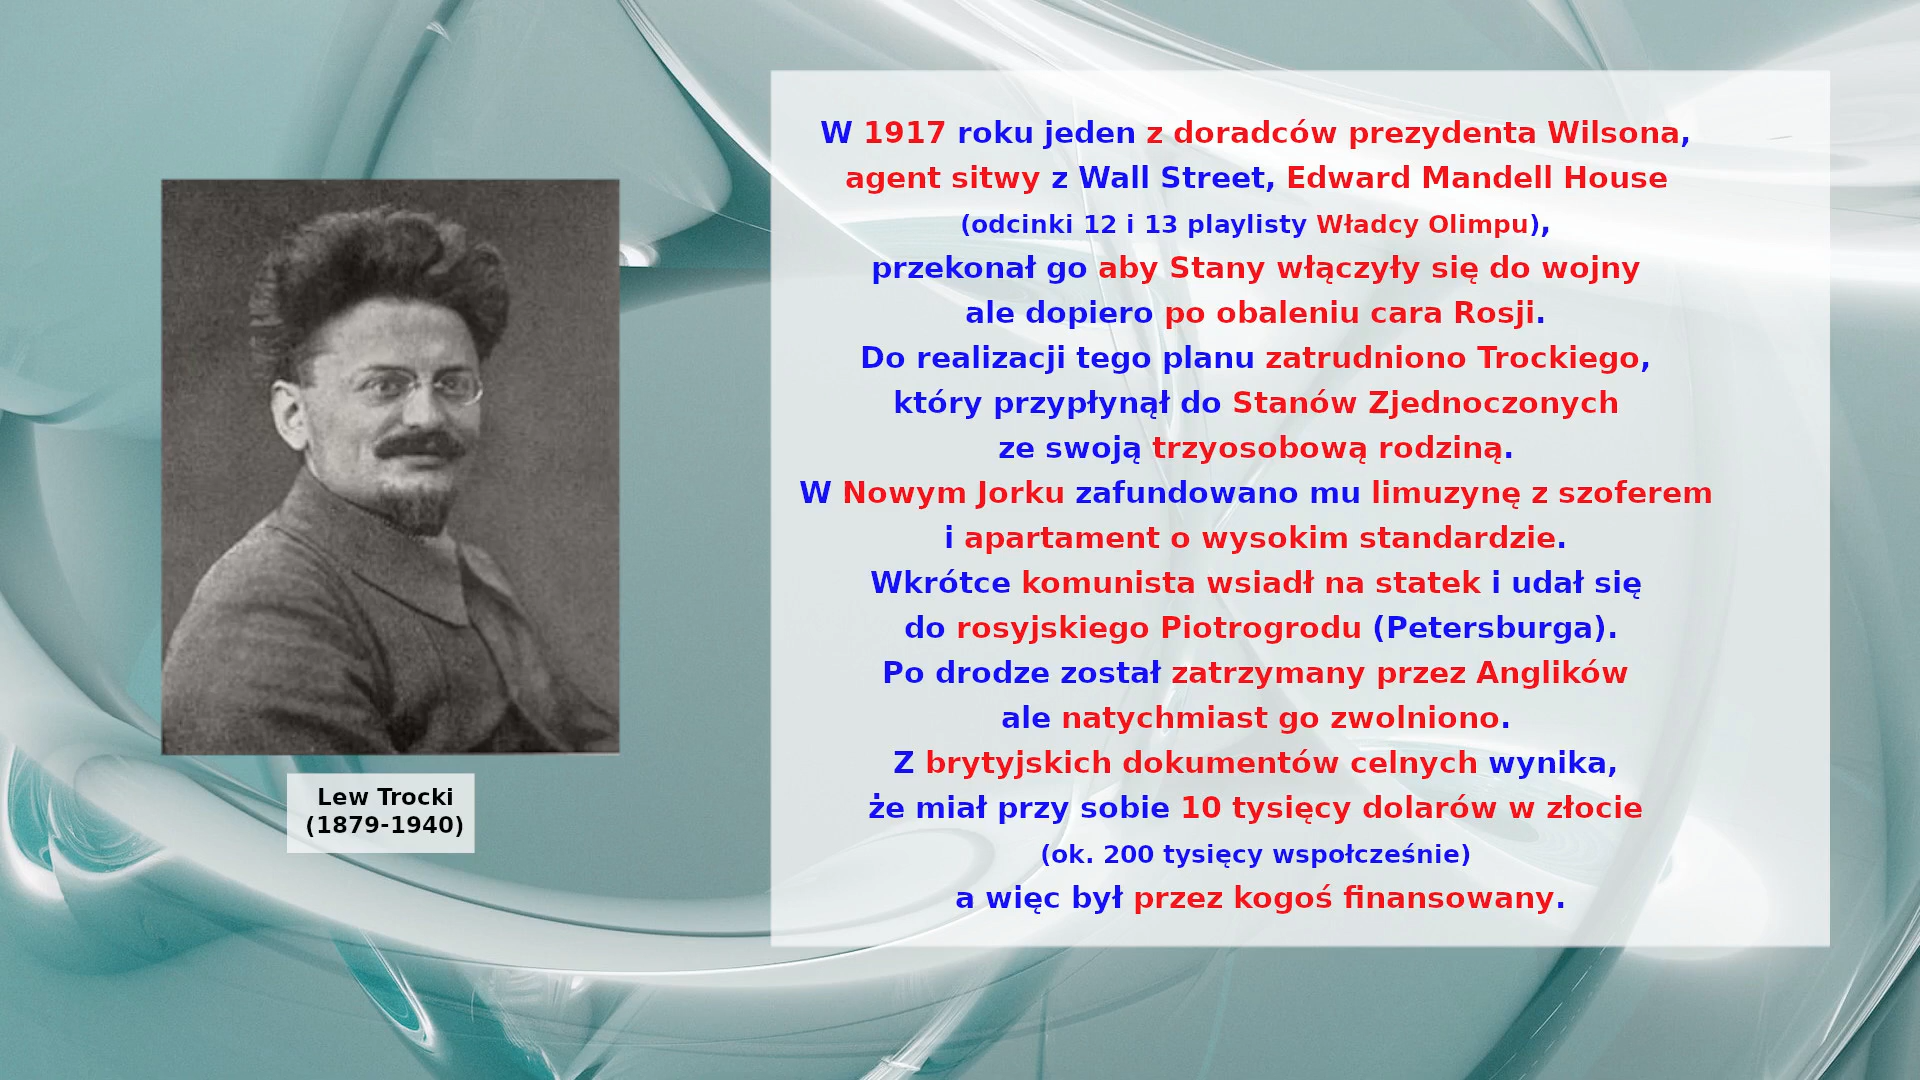 W 1917 roku jeden z doradców prezydenta Wilsona,
agent sitwy z Wall Street, Edward Mandell House
(odcinki 12 i 13 playlisty Władcy Olimpu),
przekonał go aby Stany włączyły się do wojny
ale dopiero po obaleniu cara Rosji.
Do realizacji tego planu zatrudniono Trockiego,
który przypłynął do Stanów Zjednoczonych
ze swoją trzyosobową rodziną.
W Nowym Jorku zafundowano mu limuzynę z szoferem
i apartament o wysokim standardzie.
Wkrótce komunista wsiadł na statek i udał się
do rosyjskiego Piotrogrodu (Petersburga).
Po drodze został zatrzymany przez Anglików
ale natychmiast go zwolniono.
Z brytyjskich dokumentów celnych wynika,
że miał przy sobie 10 tysięcy dolarów w złocie
(ok. 200 tysięcy wspołcześnie)
a więc był przez kogoś finansowany.
Lew Trocki
(1879-1940)